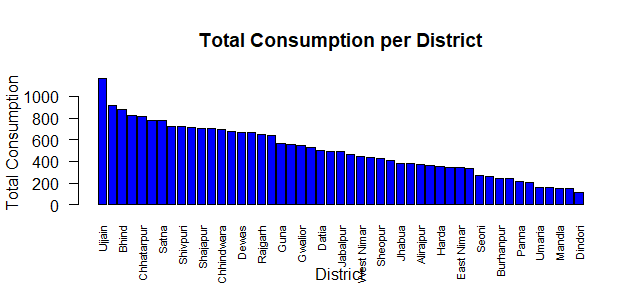 Total Consumption per District
Total Consumption
1000
800
600
400
200
0
Ujjain
Bhind
Chhatarpur
Satna
Shivpuri
Shajapur
Chhindwara
Dewas
Rajgarh
Guna
Gwalior
Datia
Jabalpur
West Nimar
Sheopur
Jhabua
Alirajpur
Harda
East Nimar
Seoni
Burhanpur
Panna
Umaria
Mandla
Dindori
District